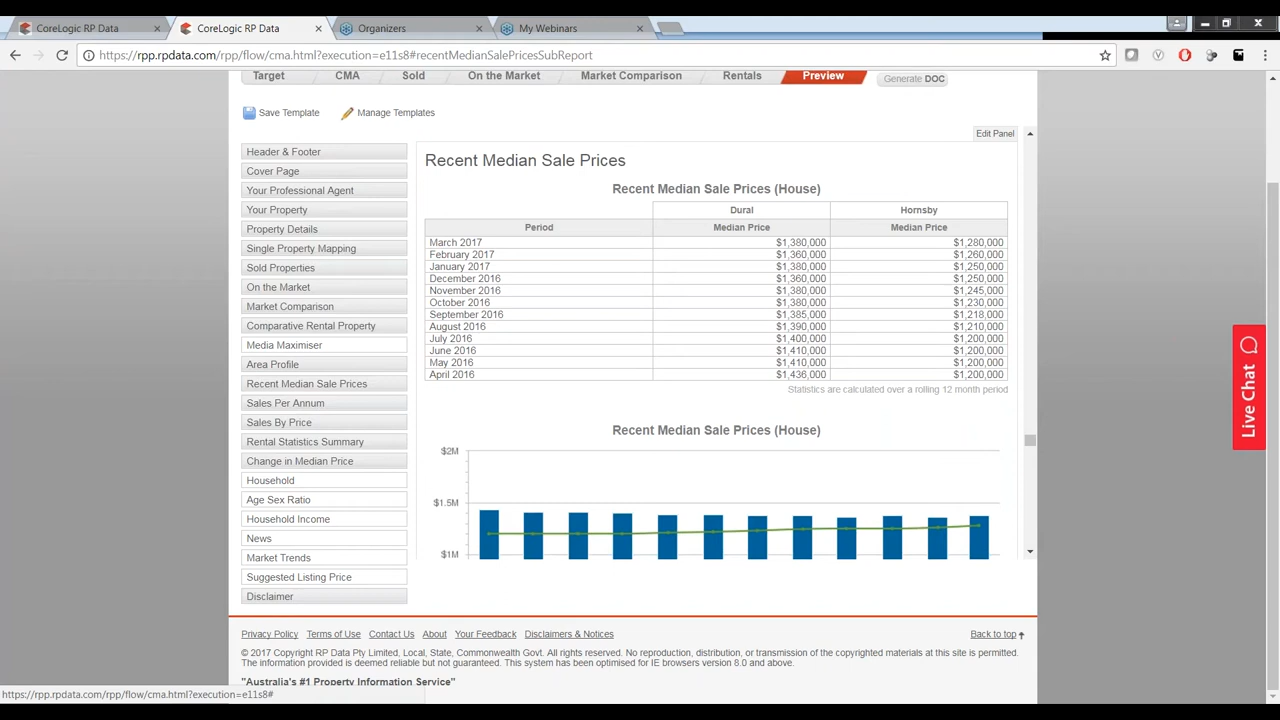 CoreLogic RP Data
CoreLogic RP Data
Organizers
My Webinars
https://rpp.rpdata.com/rpp/flow/cma.html?execution=e11s8#recentMedianSalePricesSubReport
Target CMA Sold On the Market Market Comparison Rentals Preview Generate DOC
Save Template Manage Templates
Edit Panel
Header & Footer
Cover Page
Your Professional Agent
Your Property
Property Details
Single Property Mapping
Sold Properties
On the Market
Market Comparison
Comparative Rental Property
Media Maximiser
Area Profile
Recent Median Sale Prices
Sales Per Annum
Sales By Price
Rental Statistics Summary
Change in Median Price
Household
Age Sex Ratio
Household Income
News
Market Trends
Suggested Listing Price
Disclaimer
Recent Median Sale Prices
Recent Median Sale Prices (House)
Dural Hornsby
Period Median Price Median Price
March 2017 $1,380,000 $1,280,000
February 2017 $1,360,000 $1,260,000
January 2017 $1,380,000 $1,250,000
December 2016 $1,360,000 $1,250,000
November 2016 $1,380,000 $1,245,000
October 2016 $1,380,000 $1,230,000
September 2016 $1,385,000 $1,218,000
August 2016 $1,390,000 $1,210,000
July 2016 $1,400,000 $1,200,000
June 2016 $1,410,000 $1,200,000
May 2016 $1,410,000 $1,200,000
April 2016 $1,436,000 $1,200,000
Statistics are calculated over a rolling 12 month period
Recent Median Sale Prices (House)
$2M
$1.5M
$1M
Live Chat
Privacy Policy Terms of Use Contact Us About Your Feedback Disclaimers & Notices Back to top
© 2017 Copyright RP Data Pty Limited, Local, State, Commonwealth Govt. All rights reserved. No reproduction, distribution, or transmission of the copyrighted materials at this site is permitted.
The information provided is deemed reliable but not guaranteed. This system has been optimised for IE browsers version 8.0 and above.
"Australia's #1 Property Information Service"
https://rpp.rpdata.com/rpp/flow/cma.html?execution=e11s8#